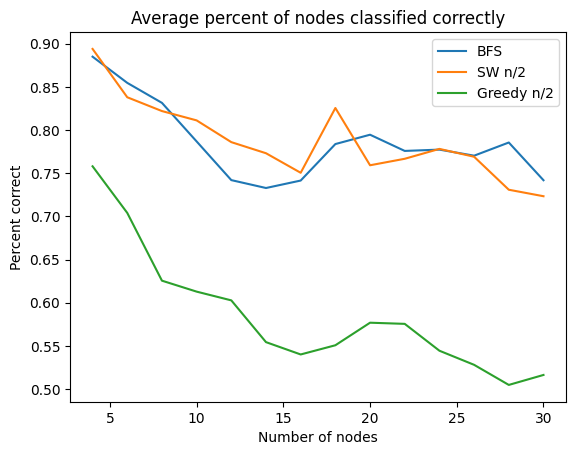 Average percent of nodes classified correctly
BFS
SW n/2
Greedy n/2
Percent correct
0.90
0.85
0.80
0.75
0.70
0.65
0.60
0.55
0.50
5
10
15
20
25
30
Number of nodes